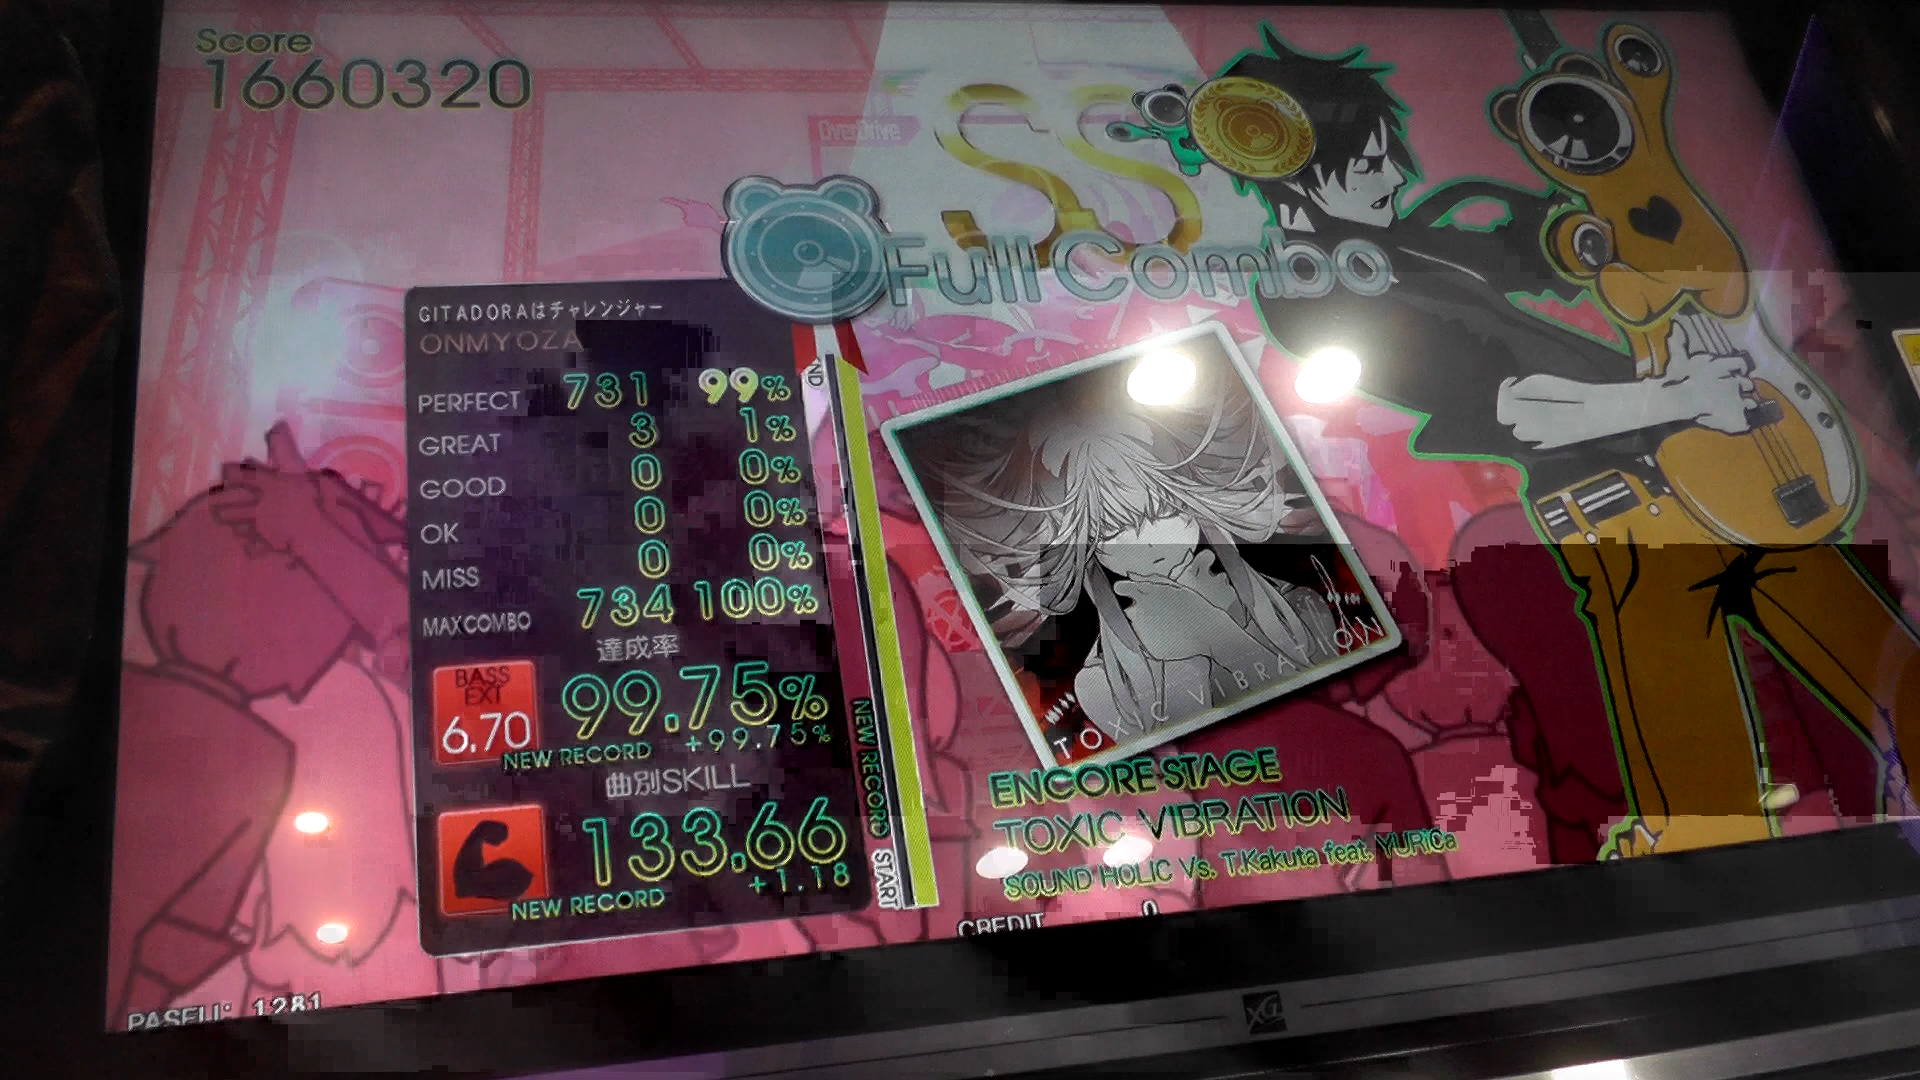 Score
1660320
OverDrive
SS
Full Combo
GITADORAはチャレンジャー
ONMYOZA
PERFECT 731 99%
GREAT 3 1%
GOOD 0 0%
OK 0 0%
MISS 0 0%
MAXCOMBO 734 100%
達成率
BASS
EXT
6.70
99.75%
NEW RECORD +99.75%
曲別SKILL
133.66
+1.18
NEW RECORD
NEW RECORD
START
TOXIC VIBRATION
ENCORE STAGE
TOXIC VIBRATION
SOUND HOLIC Vs. T.Kakuta feat. YURiCa
CREDIT 0
PASELI: 1281
XG